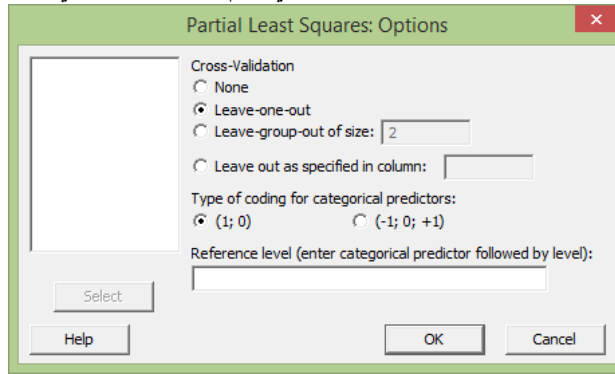 Partial Least Squares: Options
Cross-Validation
None
Leave-one-out
Leave-group-out of size: 2
Leave out as specified in column:
Type of coding for categorical predictors:
(1; 0) (-1; 0; +1)
Reference level (enter categorical predictor followed by level):
Select
Help OK Cancel